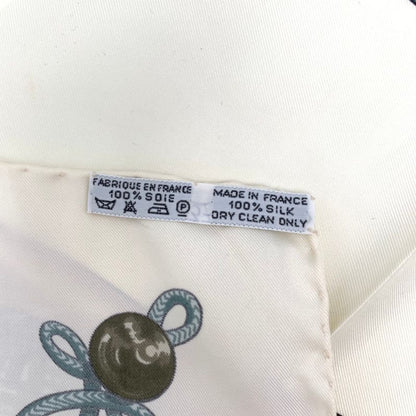 FABRIQUE EN FRANCE
100% SOIE
MADE IN FRANCE
100% SILK
DRY CLEAN ONLY